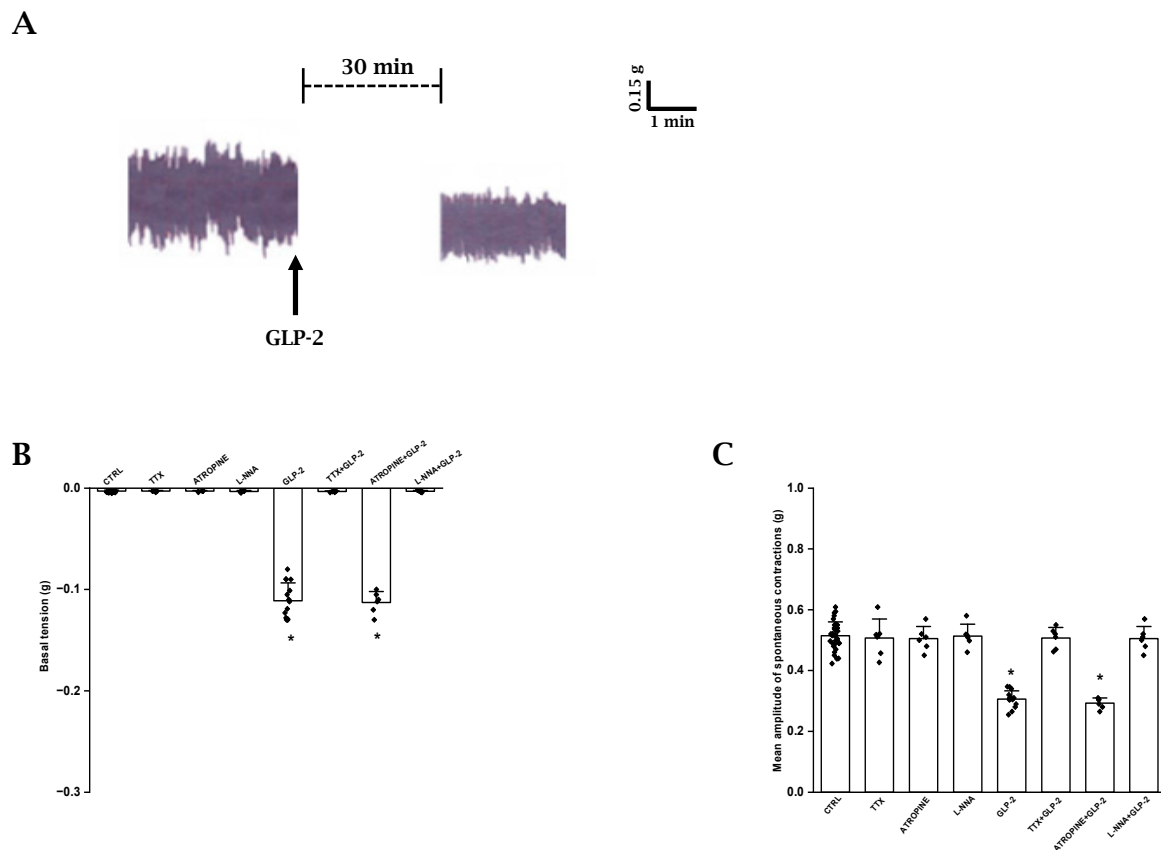 A
30 min
0.15 g
1 min
GLP-2
B
CTRL
TTX
ATROPINE
L-NNA
GLP-2
TTX+GLP-2
ATROPINE+GLP-2
L-NNA+GLP-2
0.0
−0.1
−0.2
−0.3
Basal tension (g)
*
*
C
1.0
0.8
0.6
0.4
0.2
0.0
Mean amplitude of spontaneous contractions (g)
*
*
CTRL
TTX
ATROPINE
L-NNA
GLP-2
TTX+GLP-2
ATROPINE+GLP-2
L-NNA+GLP-2